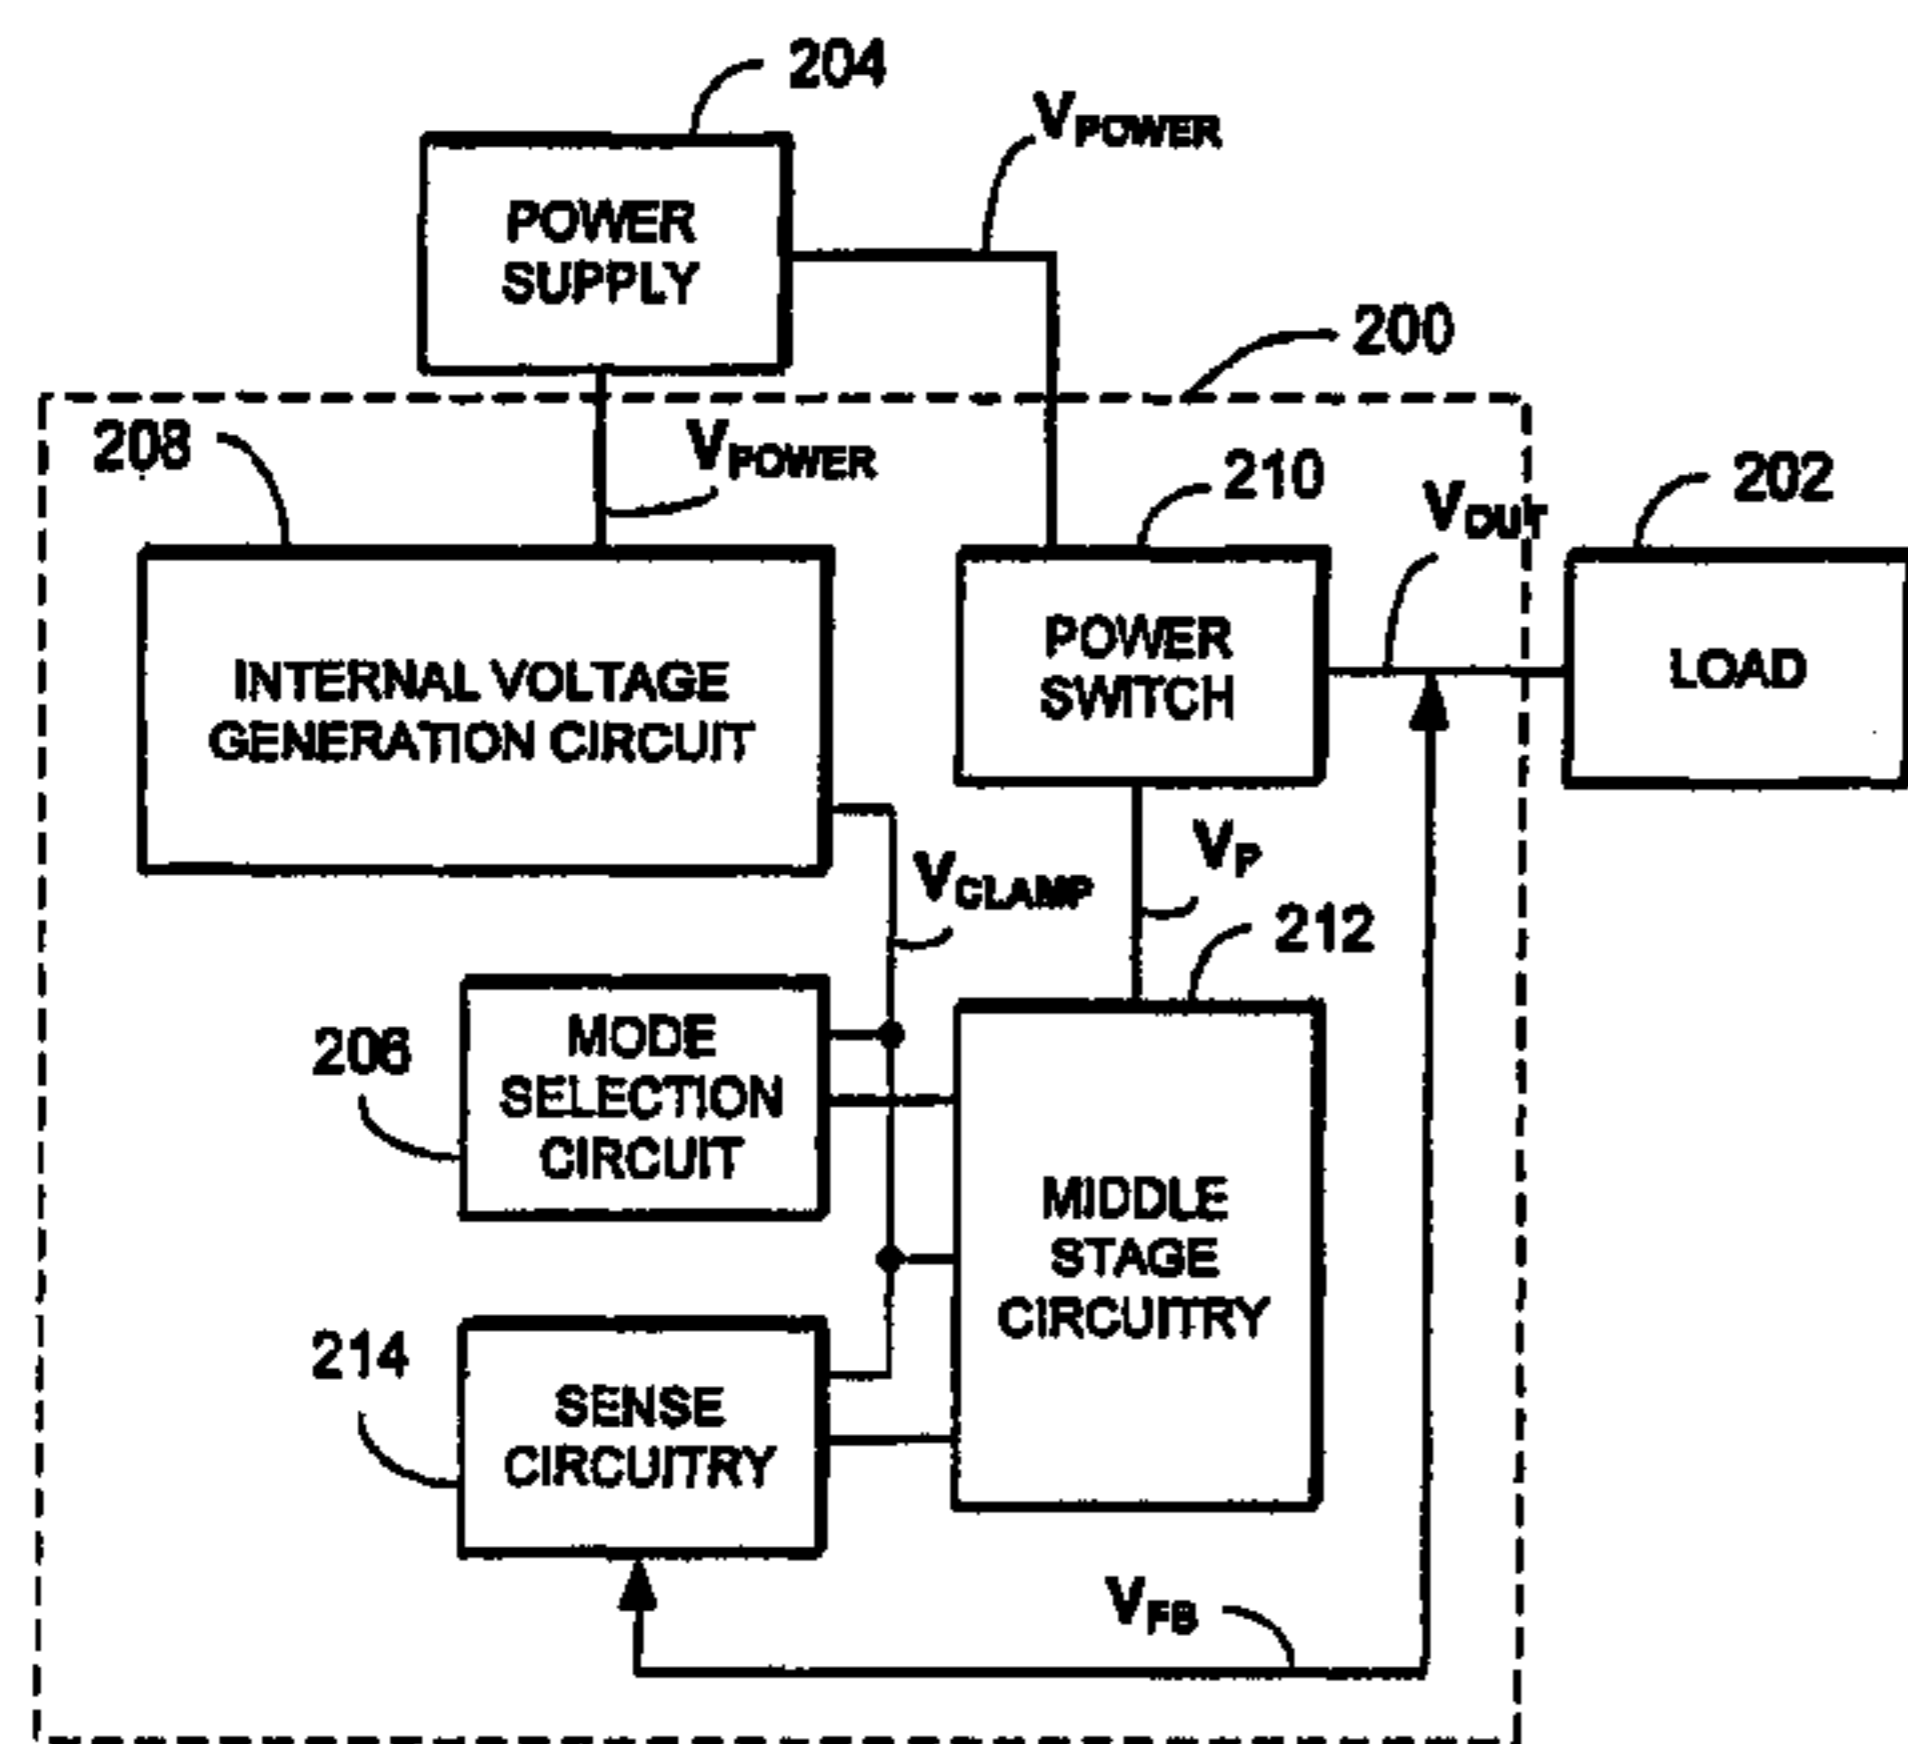 204
VPOWER
POWER
SUPPLY
200
208
VPOWER
210
VOUT
202
INTERNAL VOLTAGE
GENERATION CIRCUIT
POWER
SWITCH
LOAD
VCLAMP
VP
212
206
MODE
SELECTION
CIRCUIT
MIDDLE
STAGE
CIRCUITRY
214
SENSE
CIRCUITRY
VFB